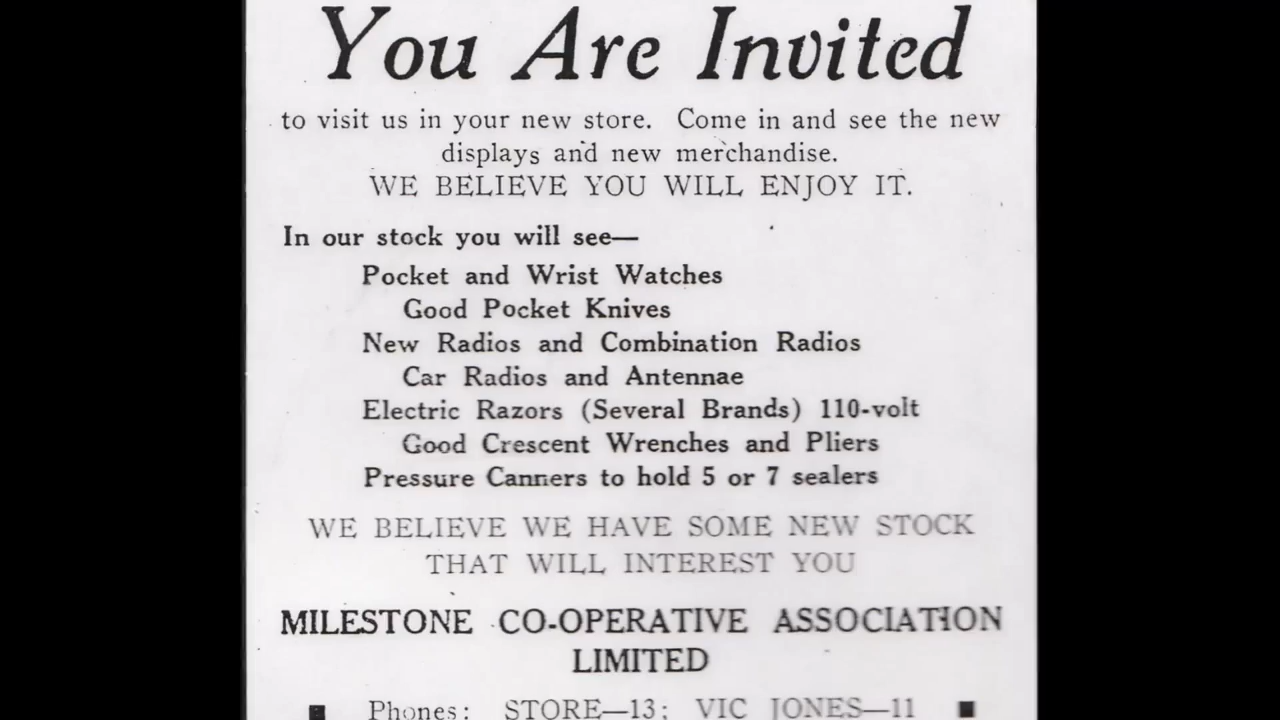 You Are Invited
to visit us in your new store. Come in and see the new
displays and new merchandise.
WE BELIEVE YOU WILL ENJOY IT.
In our stock you will see—
Pocket and Wrist Watches
Good Pocket Knives
New Radios and Combination Radios
Car Radios and Antennae
Electric Razors (Several Brands) 110-volt
Good Crescent Wrenches and Pliers
Pressure Canners to hold 5 or 7 sealers
WE BELIEVE WE HAVE SOME NEW STOCK
THAT WILL INTEREST YOU
MILESTONE CO-OPERATIVE ASSOCIATION
LIMITED
Phones: STORE—13; VIC JONES—11